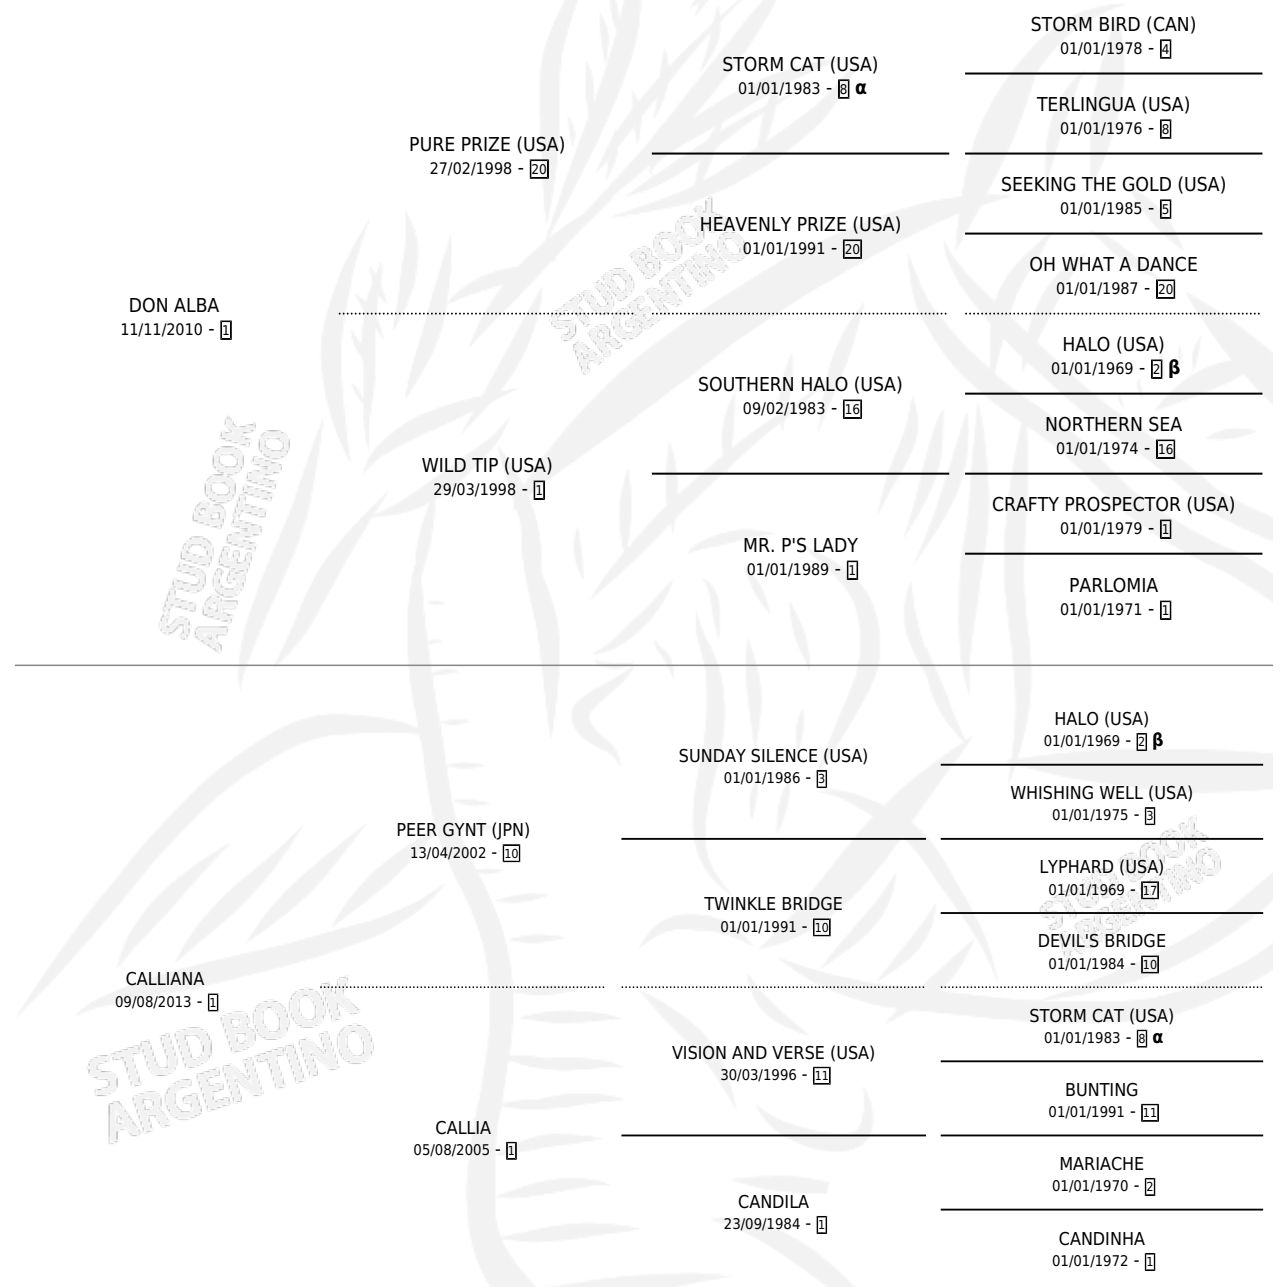 STORM BIRD (CAN)
01/01/1978 - 4
STORM CAT (USA)
01/01/1983 - 8 α
TERLINGUA (USA)
01/01/1976 - 8
PURE PRIZE (USA)
27/02/1998 - 20
SEEKING THE GOLD (USA)
01/01/1985 - 5
HEAVENLY PRIZE (USA)
01/01/1991 - 20
OH WHAT A DANCE
01/01/1987 - 20
DON ALBA
11/11/2010 - 1
HALO (USA)
01/01/1969 - 2 β
SOUTHERN HALO (USA)
09/02/1983 - 16
NORTHERN SEA
01/01/1974 - 16
WILD TIP (USA)
29/03/1998 - 1
CRAFTY PROSPECTOR (USA)
01/01/1979 - 1
MR. P'S LADY
01/01/1989 - 1
PARLOMIA
01/01/1971 - 1
HALO (USA)
01/01/1969 - 2 β
SUNDAY SILENCE (USA)
01/01/1986 - 3
WHISHING WELL (USA)
01/01/1975 - 3
PEER GYNT (JPN)
13/04/2002 - 10
LYPHARD (USA)
01/01/1969 - 17
TWINKLE BRIDGE
01/01/1991 - 10
DEVIL'S BRIDGE
01/01/1984 - 10
CALLIANA
09/08/2013 - 1
STORM CAT (USA)
01/01/1983 - 8 α
VISION AND VERSE (USA)
30/03/1996 - 11
BUNTING
01/01/1991 - 11
CALLIA
05/08/2005 - 1
MARIACHE
01/01/1970 - 2
CANDILA
23/09/1984 - 1
CANDINHA
01/01/1972 - 1
STUD BOOK
ARGENTINO
STUD BOOK
ARGENTINO
STUD BOOK
ARGENTINO
STUD BOOK
ARGENTINO